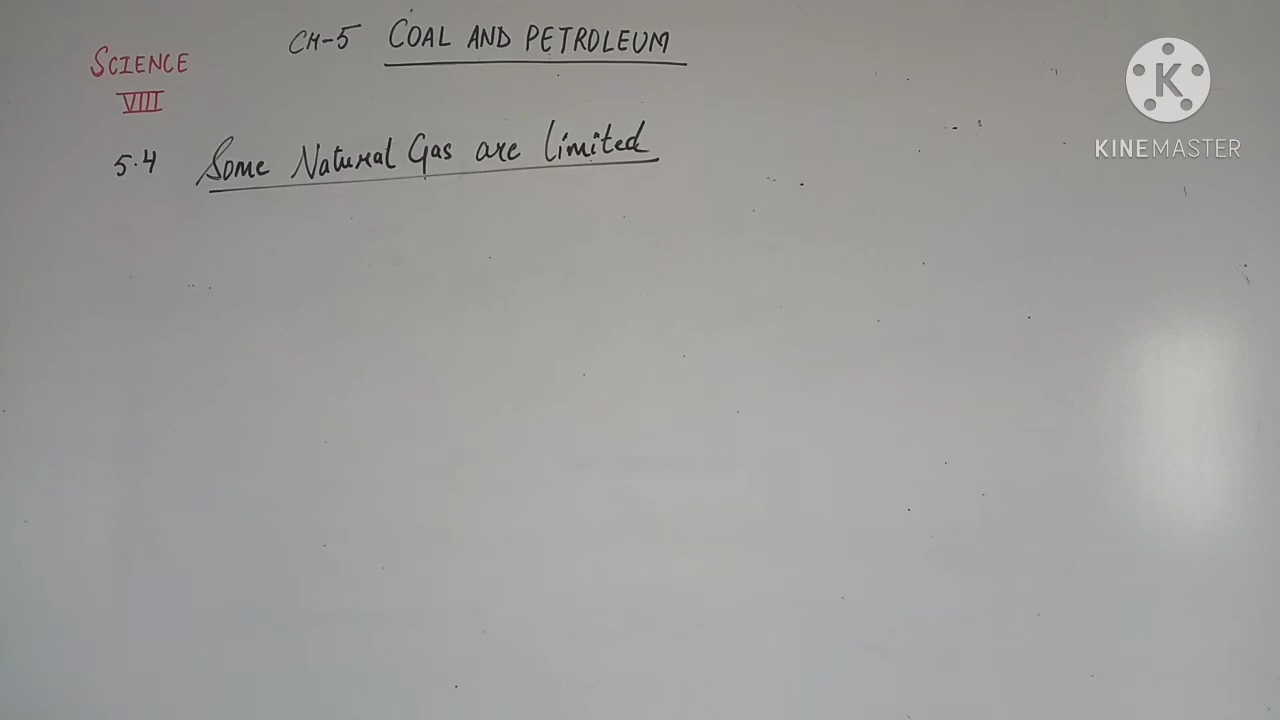 CH-5 COAL AND PETROLEUM
SCIENCE
VIII
5.4 Some Natural Gas are limited
K
KINEMASTER